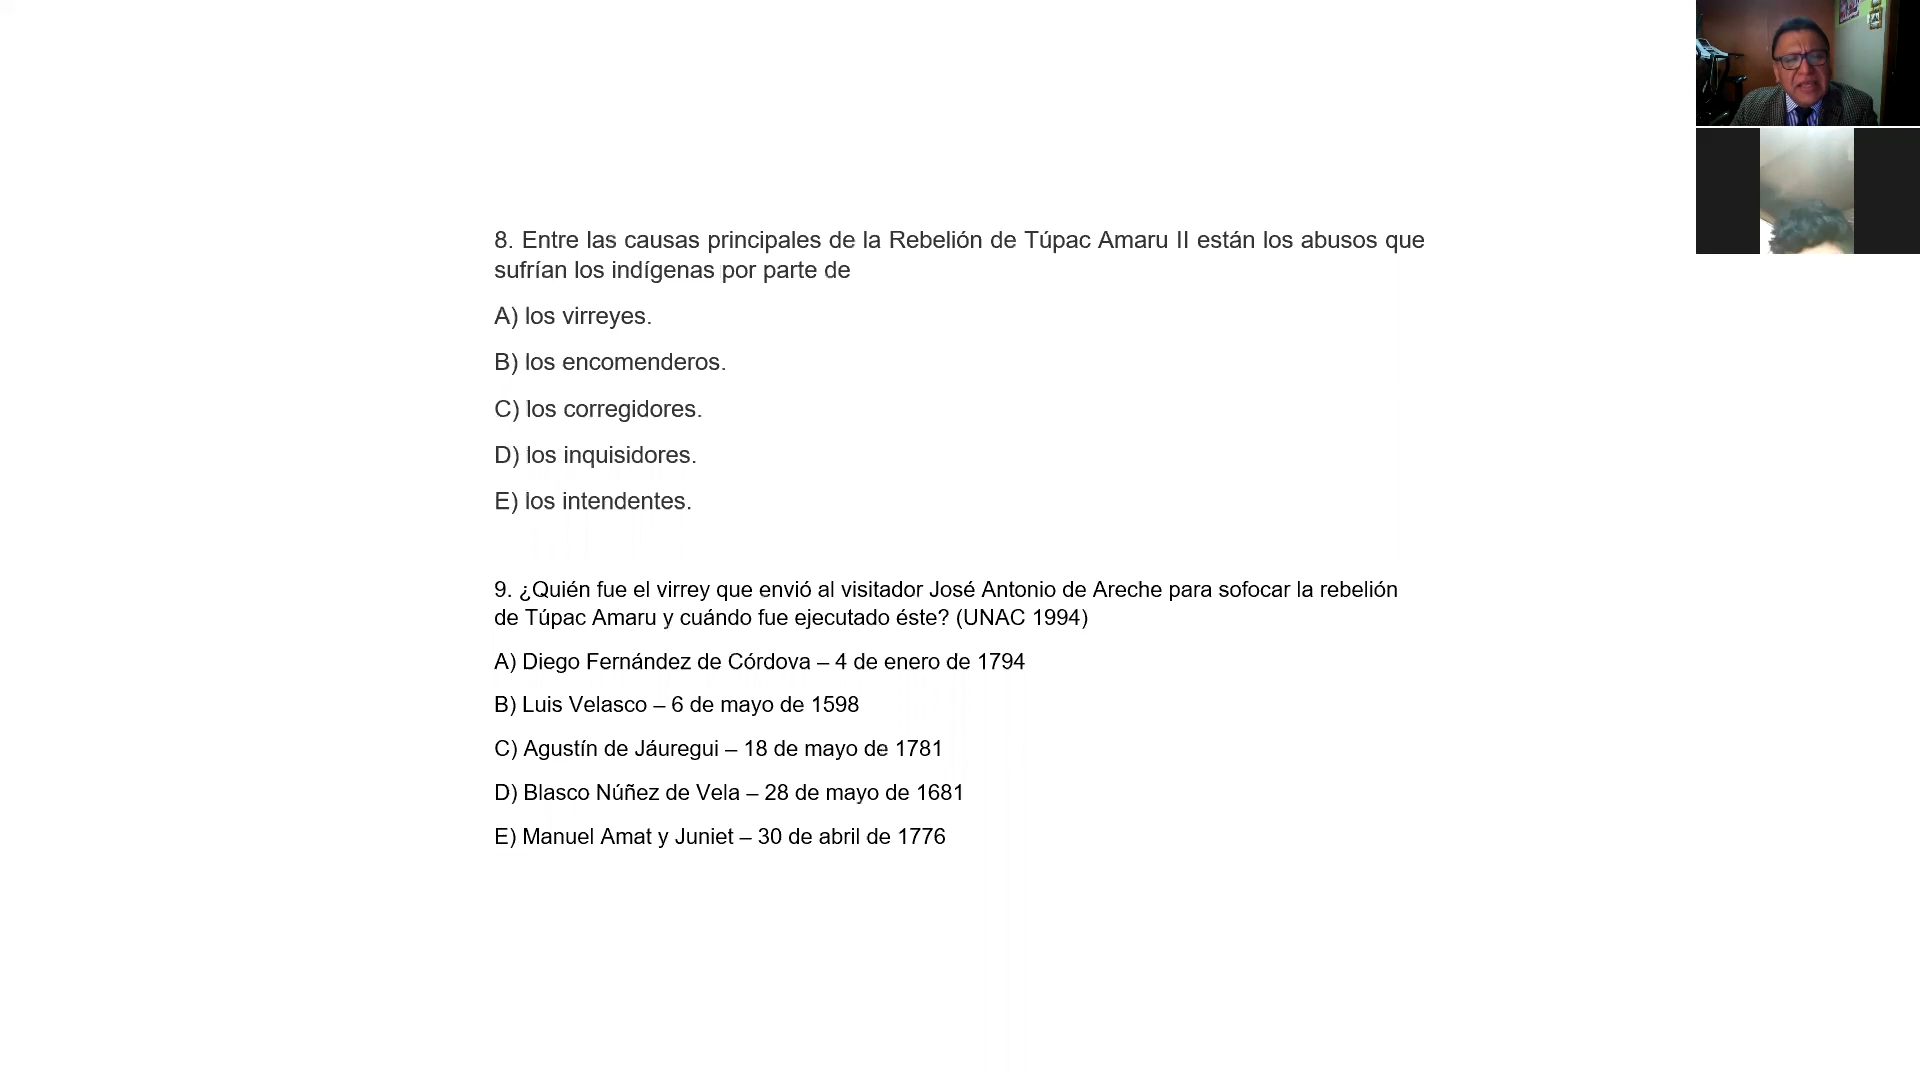 8. Entre las causas principales de la Rebelión de Túpac Amaru II están los abusos que
sufrían los indígenas por parte de
A) los virreyes.
B) los encomenderos.
C) los corregidores.
D) los inquisidores.
E) los intendentes.
9. ¿Quién fue el virrey que envió al visitador José Antonio de Areche para sofocar la rebelión
de Túpac Amaru y cuándo fue ejecutado éste? (UNAC 1994)
A) Diego Fernández de Córdova – 4 de enero de 1794
B) Luis Velasco – 6 de mayo de 1598
C) Agustín de Jáuregui – 18 de mayo de 1781
D) Blasco Núñez de Vela – 28 de mayo de 1681
E) Manuel Amat y Juniet – 30 de abril de 1776